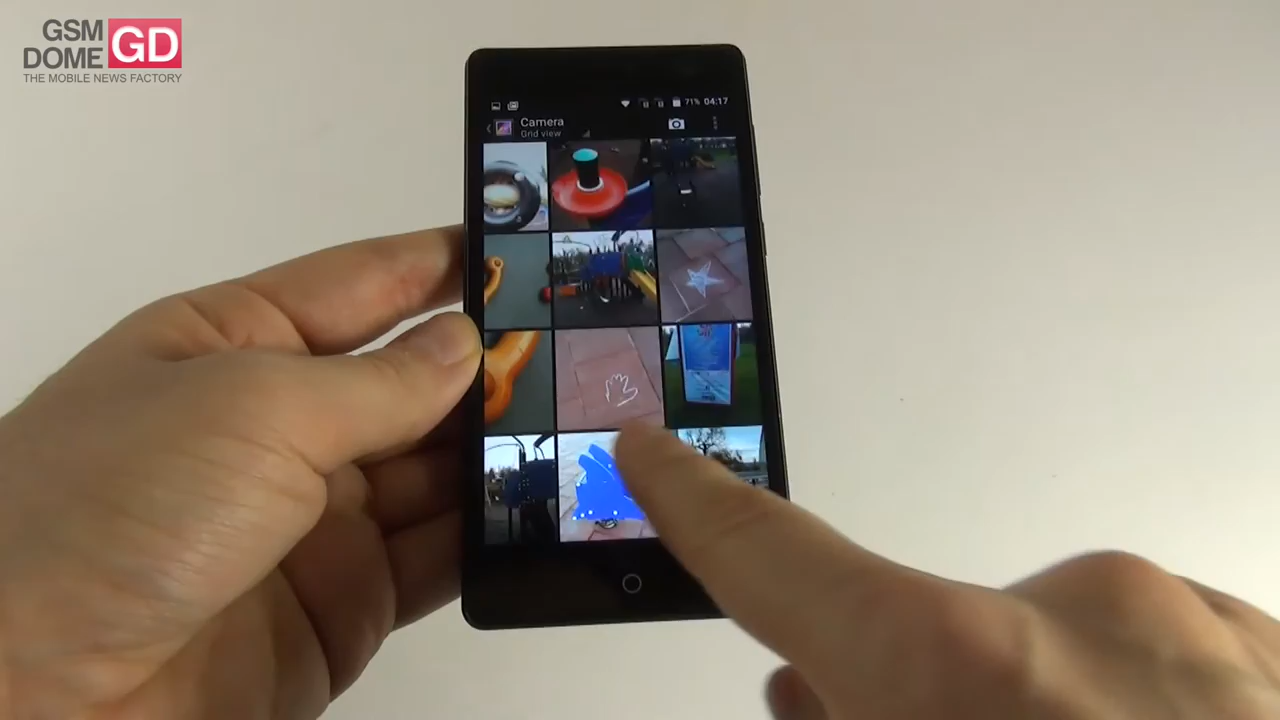 GSM
DOME GD
THE MOBILE NEWS FACTORY
71% 04:17
Camera
Grid view